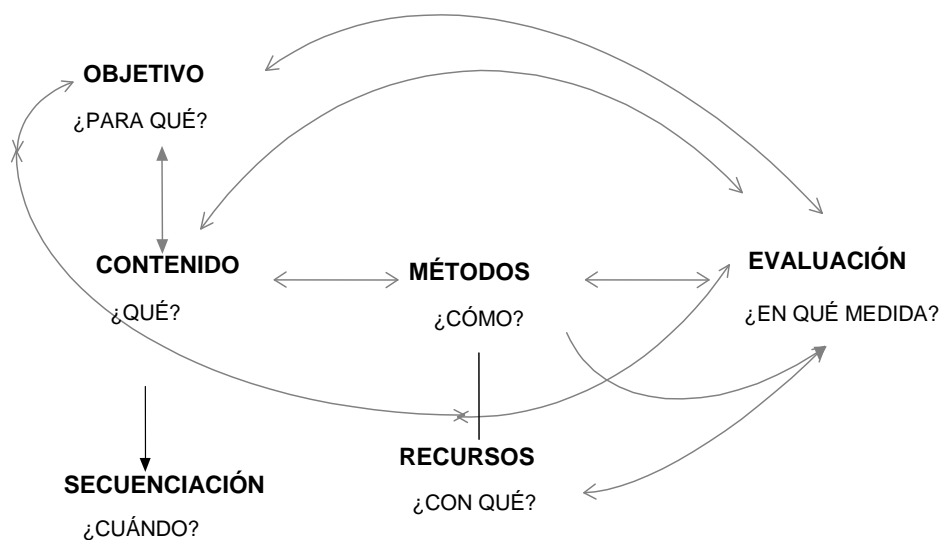 OBJETIVO
¿PARA QUÉ?
CONTENIDO
¿QUÉ?
MÉTODOS
¿CÓMO?
EVALUACIÓN
¿EN QUÉ MEDIDA?
SECUENCIACIÓN
¿CUÁNDO?
RECURSOS
¿CON QUÉ?